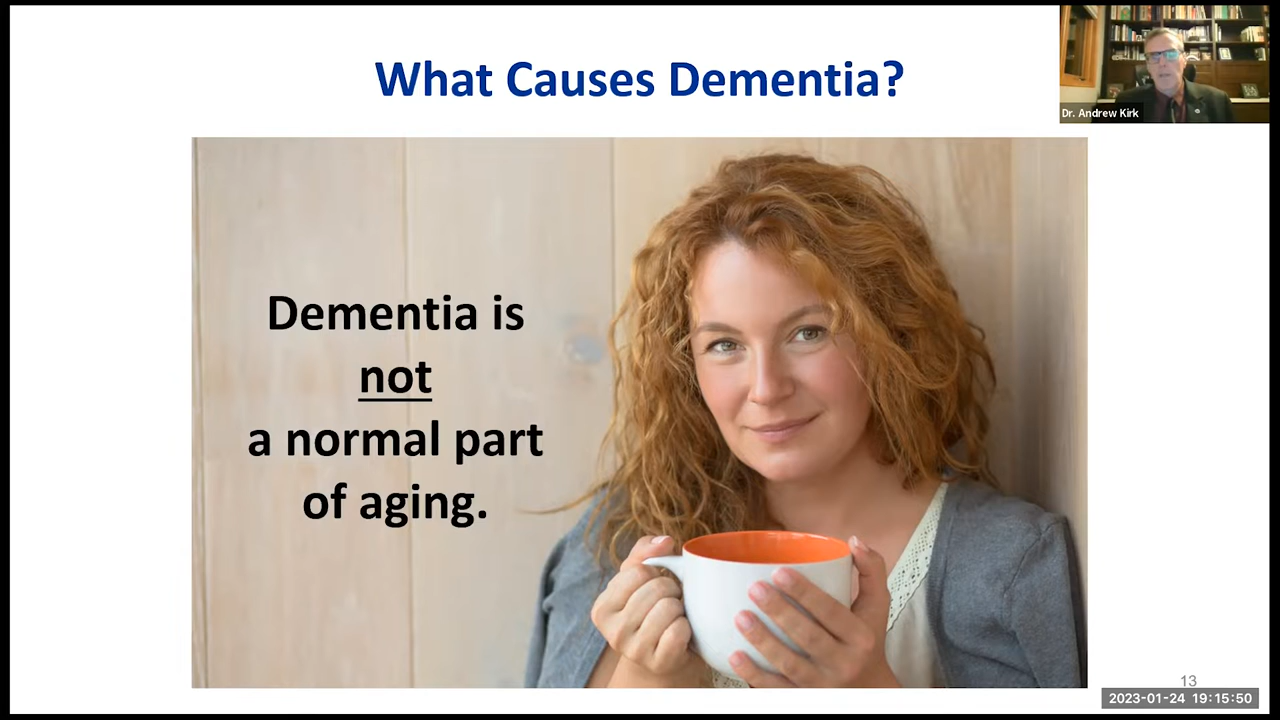 What Causes Dementia?
Dr. Andrew Kirk
Dementia is
not
a normal part
of aging.
13
2023-01-24 19:15:50